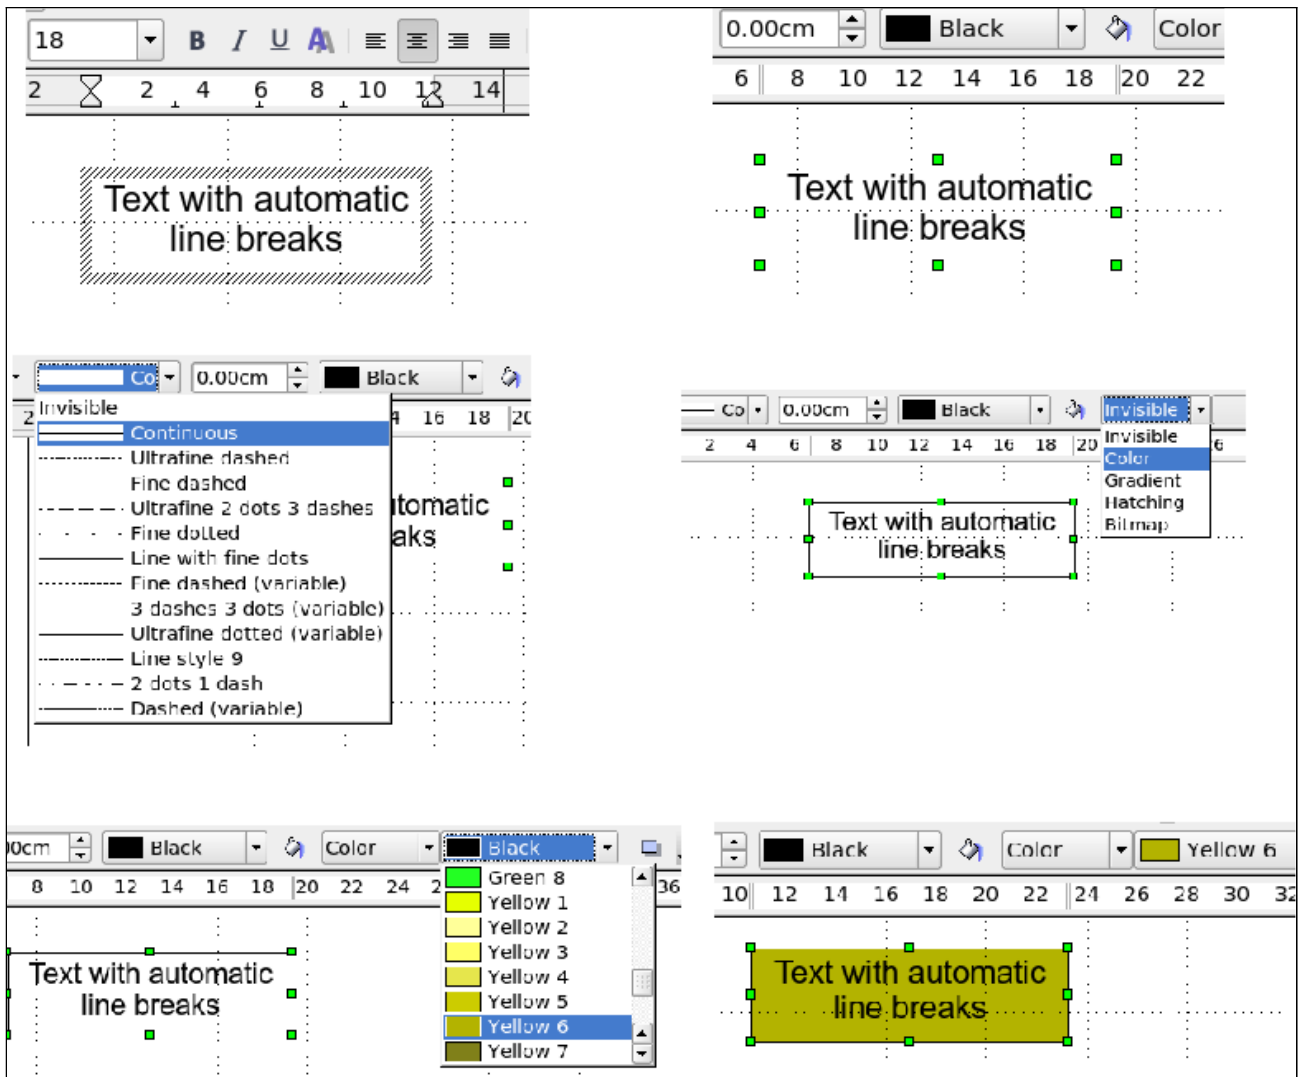 18 B I U A
2 2 4 6 8 10 12 14
Text with automatic
line breaks
0.00cm Black Color
6 8 10 12 14 16 18 20 22
Text with automatic
line breaks
Co 0.00cm Black
2 4 16 18 20
Invisible
Continuous
Ultrafine dashed
Fine dashed
Ultrafine 2 dots 3 dashes
Fine dotted
Line with fine dots
Fine dashed (variable)
3 dashes 3 dots (variable)
Ultrafine dotted (variable)
Line style 9
2 dots 1 dash
Dashed (variable)
tomatic
aks
Co 0.00cm Black Invisible
2 4 6 8 10 12 14 16 18 20 6
Invisible
Color
Gradient
Hatching
Bitmap
Text with automatic
line breaks
0cm Black Color Black
8 10 12 14 16 18 20 22 24 2 36
Green 8
Yellow 1
Yellow 2
Yellow 3
Yellow 4
Yellow 5
Yellow 6
Yellow 7
Text with automatic
line breaks
Black Color Yellow 6
10 12 14 16 18 20 22 24 26 28 30 32
Text with automatic
line breaks